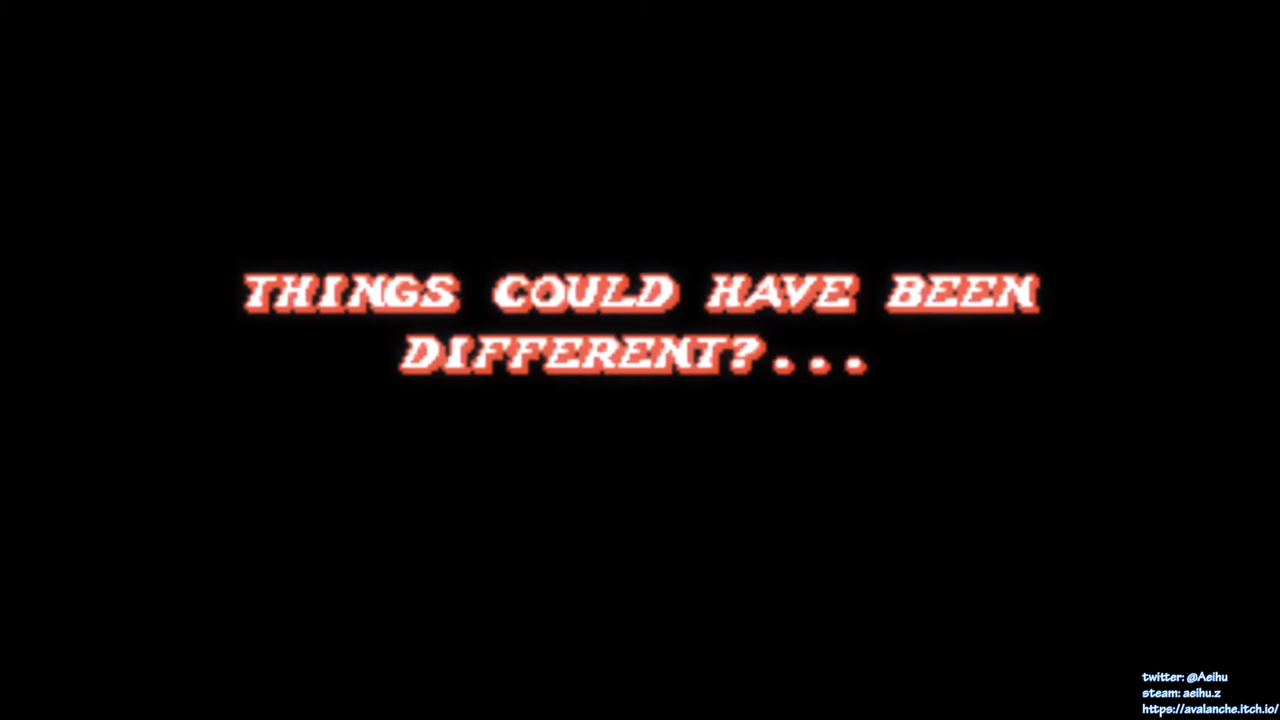 THINGS COULD HAVE BEEN
DIFFERENT?...
twitter: @Aeihu
steam: aeihu.z
https://avalanche.itch.io/